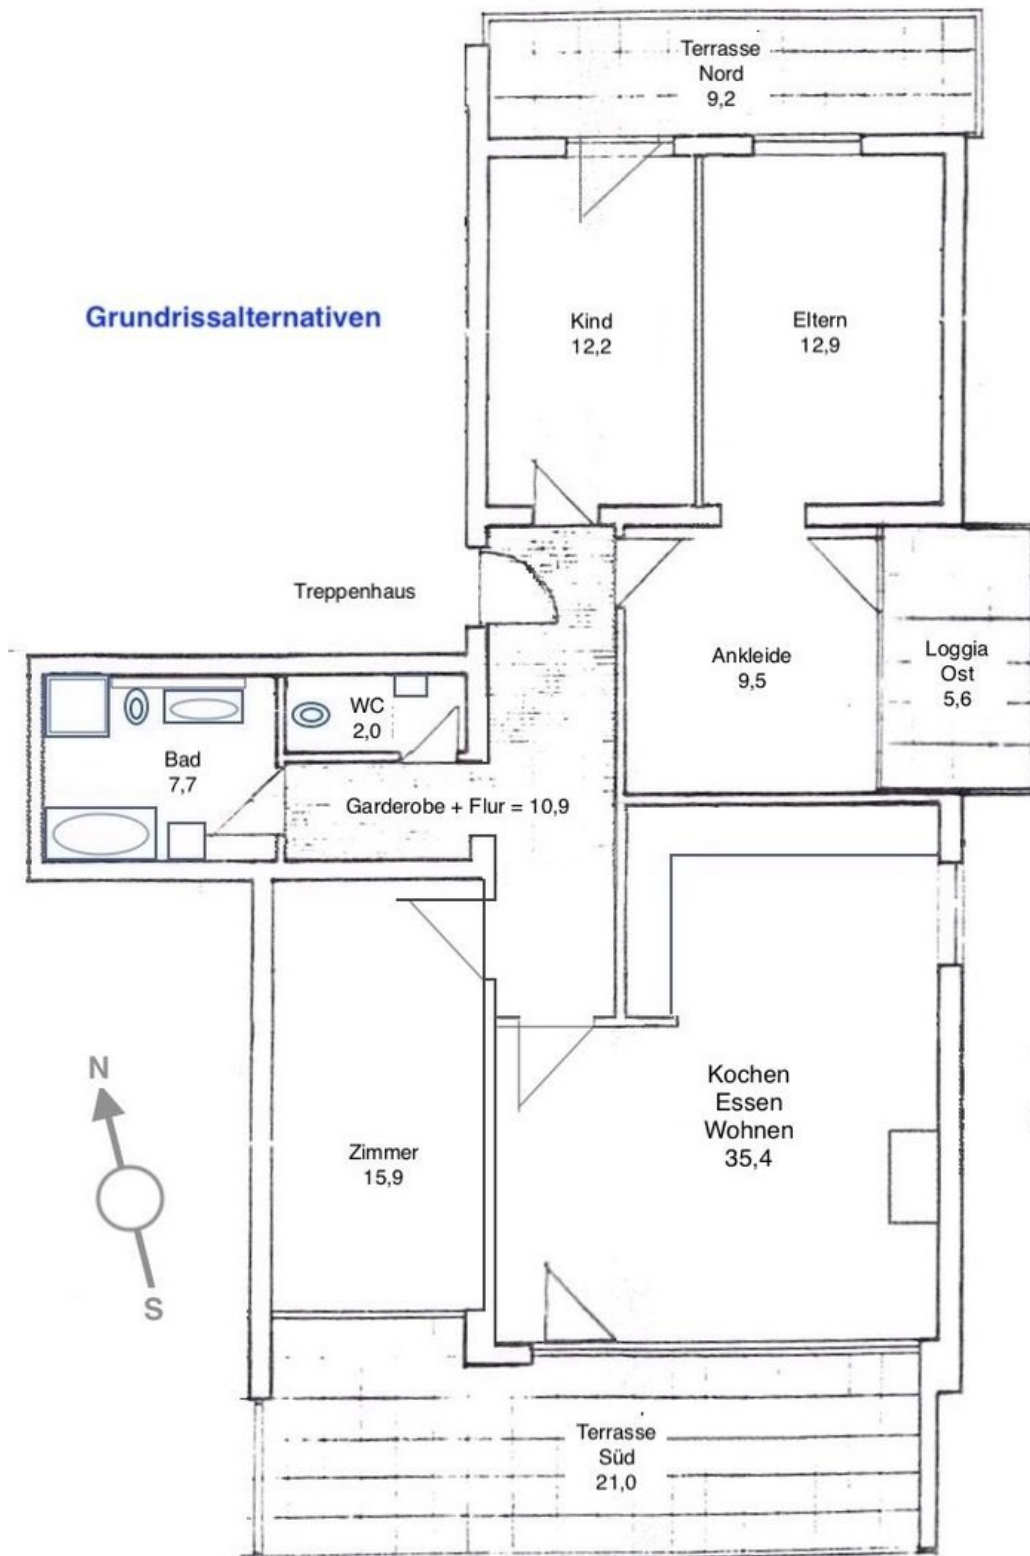 Terrasse
Nord
9,2
Grundrissalternativen
Kind
12,2
Eltern
12,9
Treppenhaus
Ankleide
9,5
Loggia
Ost
5,6
WC
2,0
Bad
7,7
Garderobe + Flur = 10,9
Kochen
Essen
Wohnen
35,4
N
Zimmer
15,9
S
Terrasse
Süd
21,0